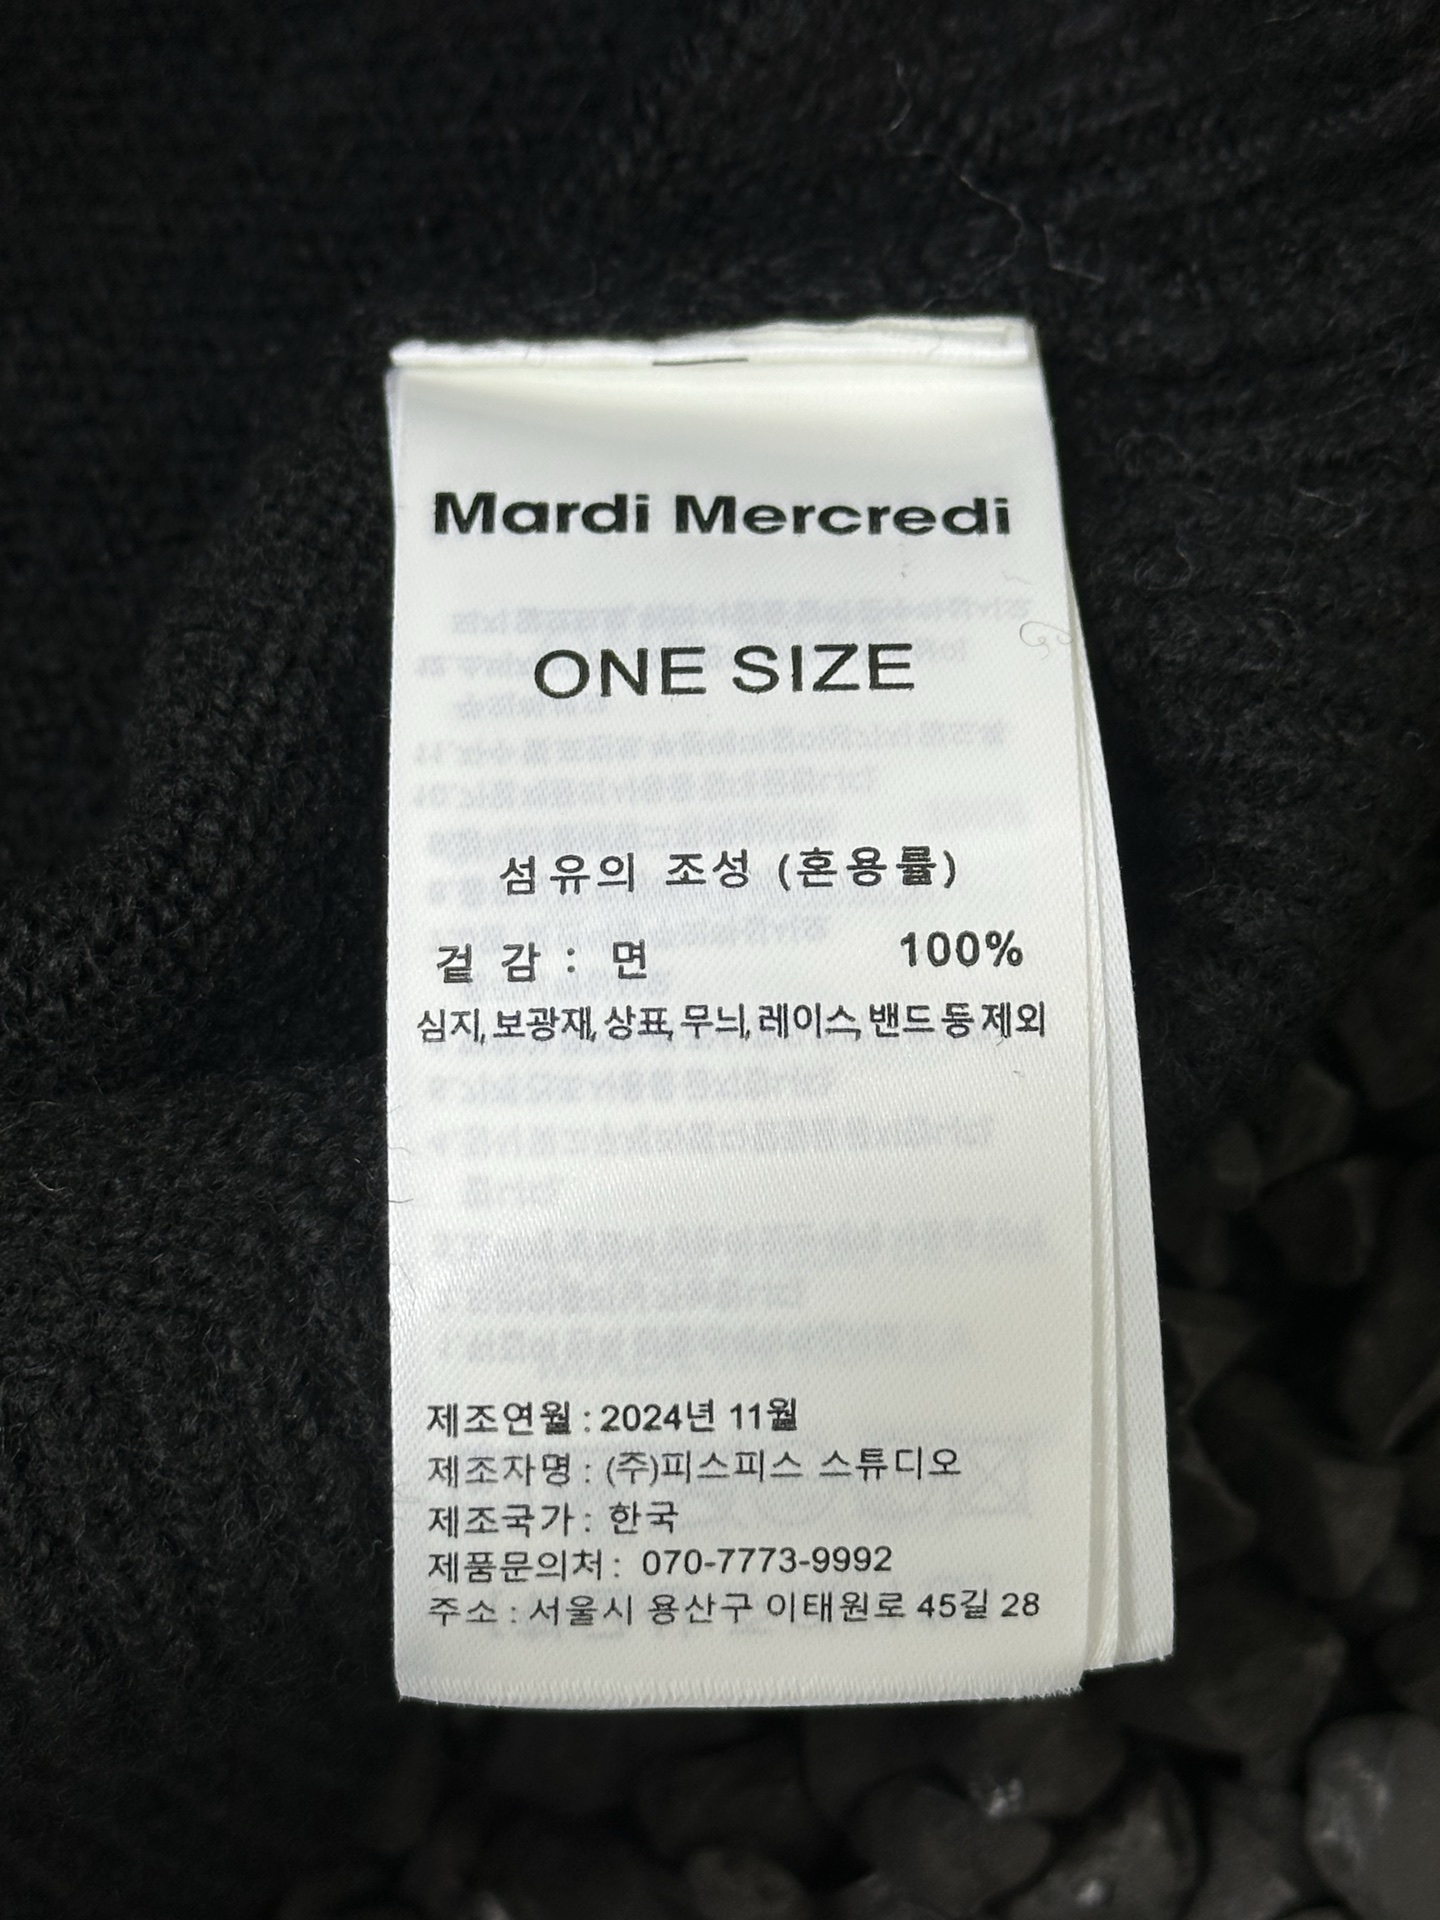 Mardi Mercredi
ONE SIZE
섬유의 조성 (혼용률)
겉 감 : 면 100%
심지, 보광재, 상표, 무늬, 레이스, 밴드 등 제외
제조연월 : 2024년 11월
제조자명 : (주)피스피스 스튜디오
제조국가 : 한국
제품문의처 : 070-7773-9992
주소 : 서울시 용산구 이태원로 45길 28